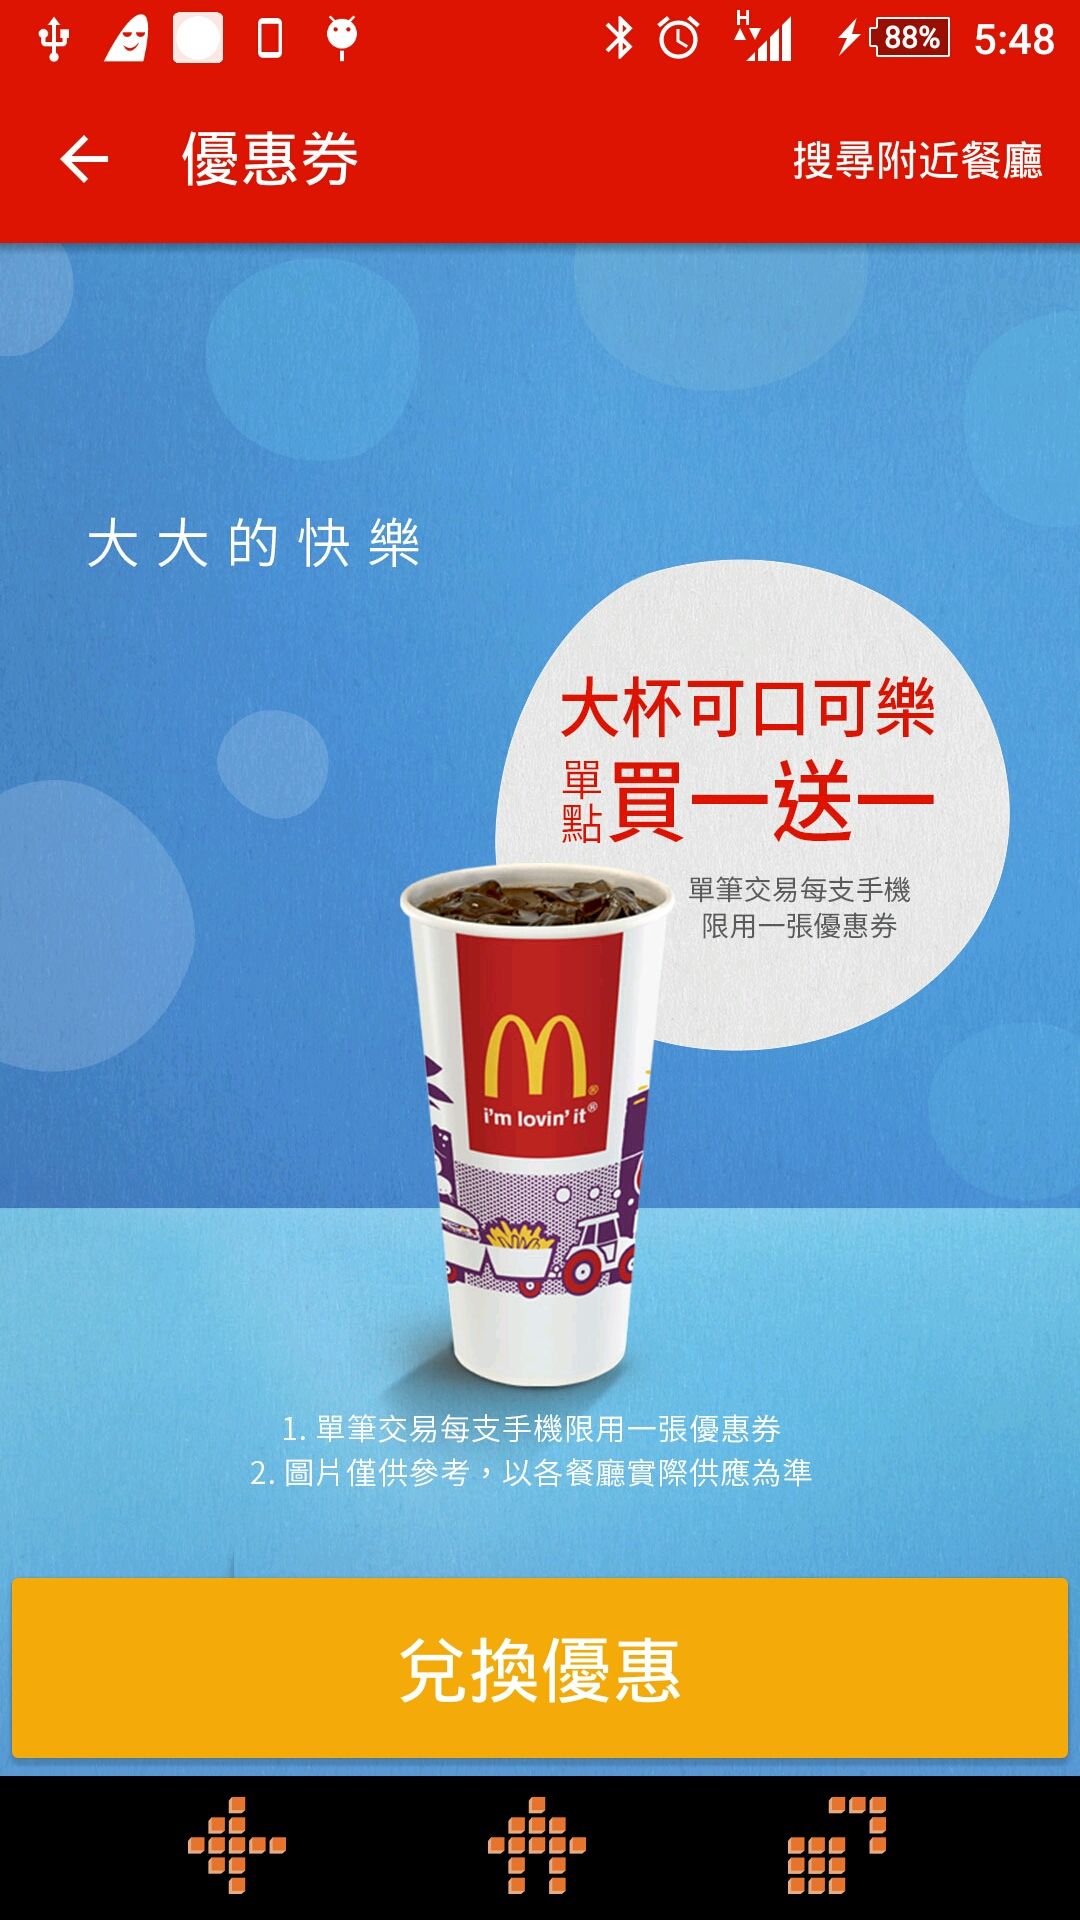 H
88%
5:48
優惠券
搜尋附近餐廳
大大的快樂
大杯可口可樂
單點 買一送一
單筆交易每支手機
限用一張優惠券
i'm lovin' it®
1. 單筆交易每支手機限用一張優惠券
2. 圖片僅供參考，以各餐廳實際供應為準
兌換優惠